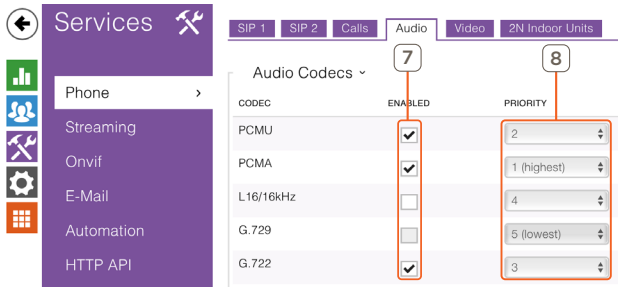 Services
SIP 1 SIP 2 Calls Audio Video 2N Indoor Units
7 8
Audio Codecs
Phone
CODEC ENABLED PRIORITY
Streaming
PCMU 2
Onvif
PCMA 1 (highest)
E-Mail
L16/16kHz 4
Automation
G.729 5 (lowest)
HTTP API
G.722 3